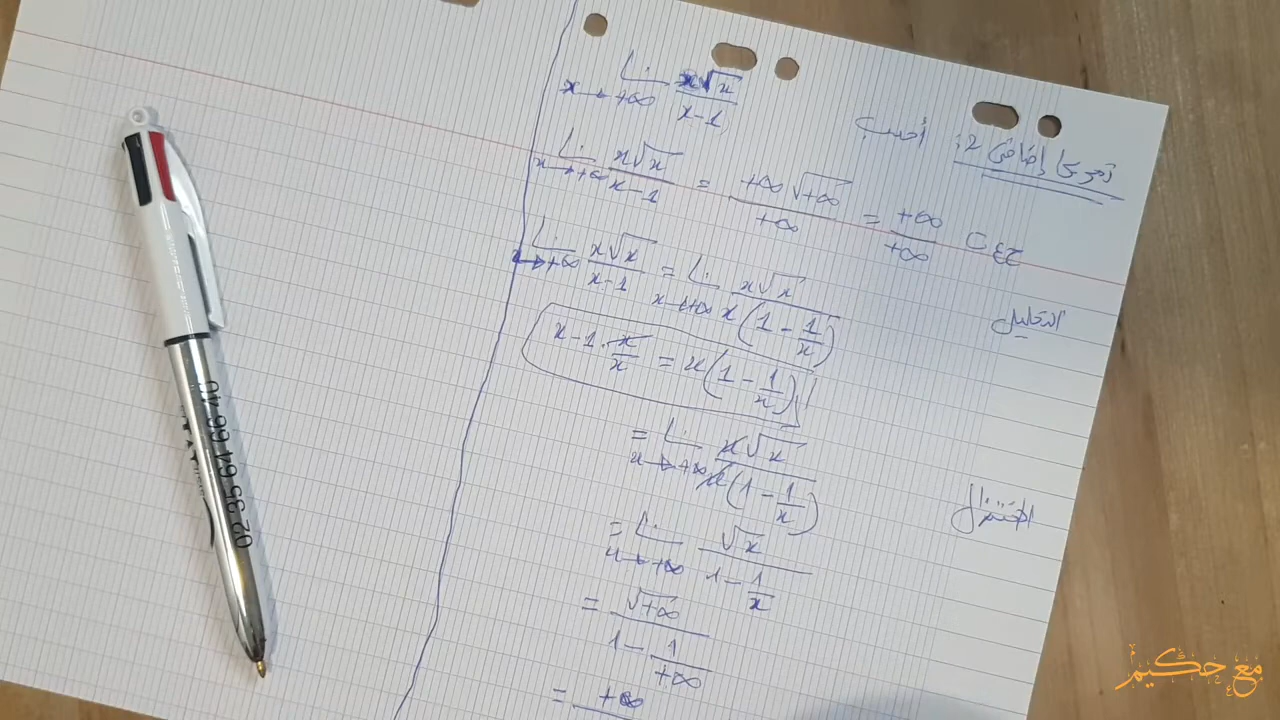 تمرين إضافي 2: أحسب
Lim x→+∞ x√x/(x-1)
Lim x→+∞ x√x/(x-1) = +∞√+∞/+∞ = +∞/+∞ ح ع ت
التحليل
Lim x→+∞ x√x/(x-1) = Lim x→+∞ x√x/(x(1 - 1/x))
x - 1·x/x = x(1 - 1/x)
الاختزال
= Lim x→+∞ x√x/(x(1 - 1/x))
= Lim x→+∞ √x/(1 - 1/x)
= √+∞/(1 - 1/+∞)
= +∞
02 35 64 66 40
مع حكيم